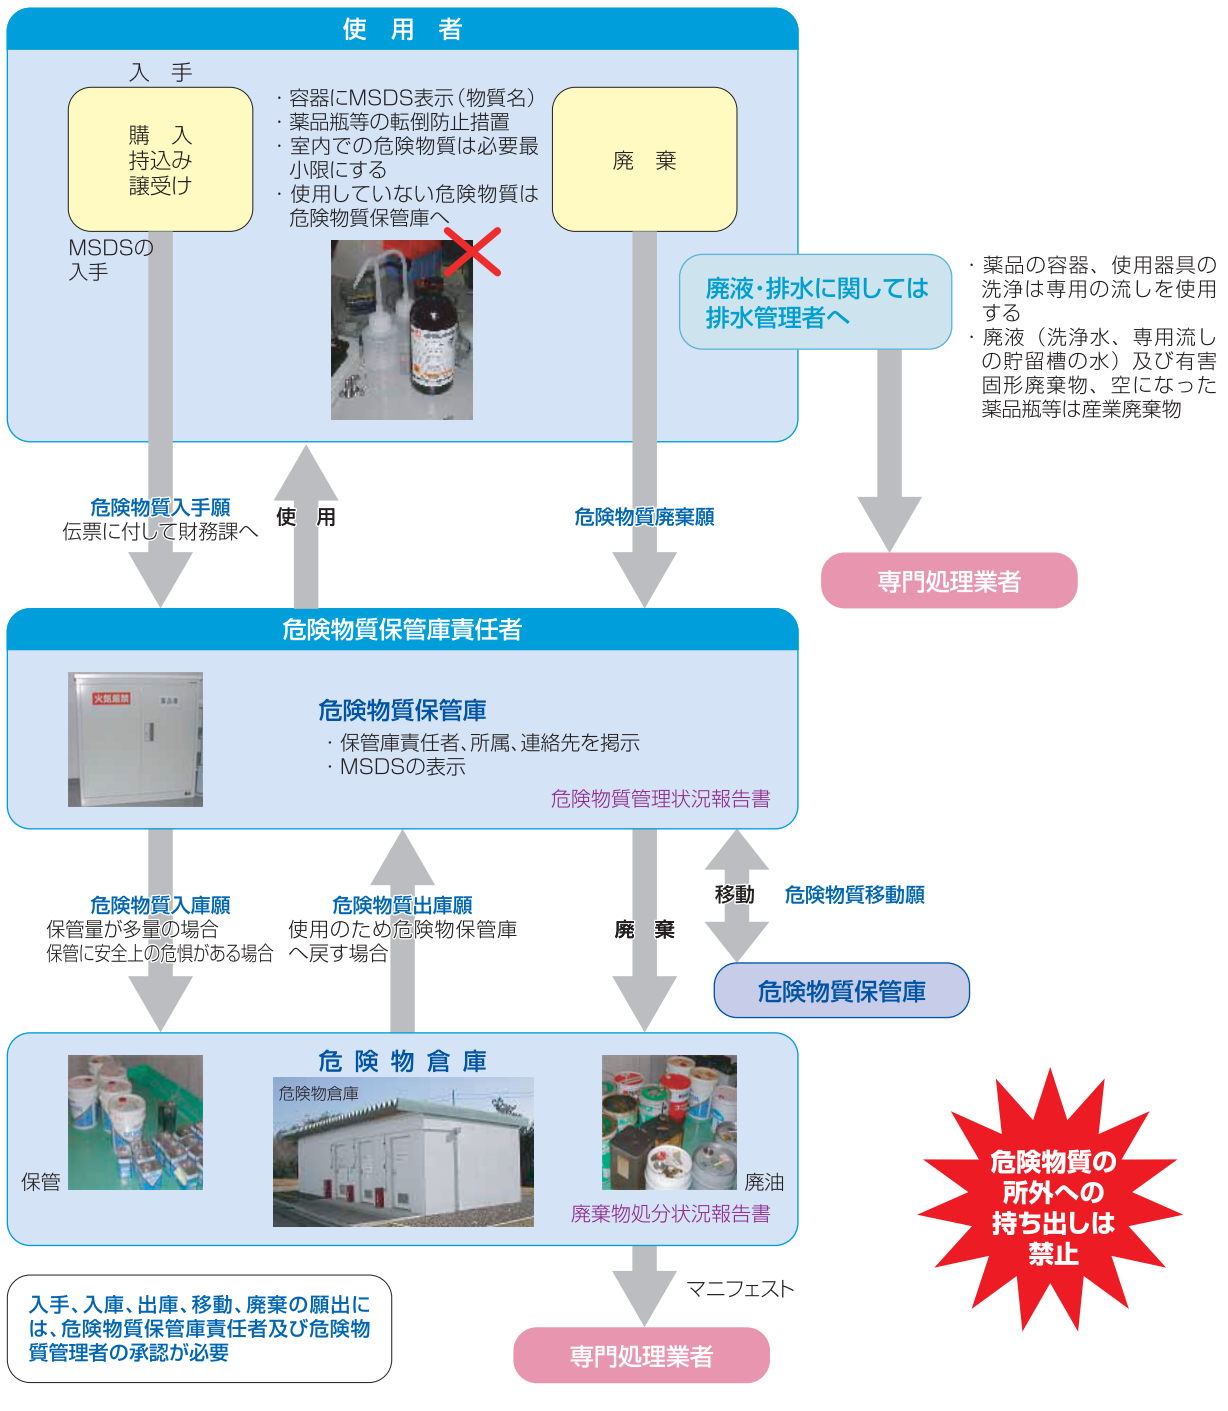 使　用　者
入　手
購　入
持込み
譲受け
MSDSの
入手
・容器にMSDS表示（物質名）
・薬品瓶等の転倒防止措置
・室内での危険物質は必要最
小限にする
・使用していない危険物質は
危険物質保管庫へ
廃　棄
廃液・排水に関しては
排水管理者へ
・薬品の容器、使用器具の
洗浄は専用の流しを使用
する
・廃液（洗浄水、専用流し
の貯留槽の水）及び有害
固形廃棄物、空になった
薬品瓶等は産業廃棄物
危険物質入手願
伝票に付して財務課へ
使　用
危険物質廃棄願
専門処理業者
危険物質保管庫責任者
火気厳禁
薬品庫
危険物質保管庫
・保管庫責任者、所属、連絡先を掲示
・MSDSの表示
危険物質管理状況報告書
危険物質入庫願
保管量が多量の場合
保管に安全上の危惧がある場合
危険物質出庫願
使用のため危険物保管庫
へ戻す場合
廃　棄
移動
危険物質移動願
危険物質保管庫
危険物倉庫
危険物倉庫
保管
廃油
廃棄物処分状況報告書
危険物質の
所外への
持ち出しは
禁止
マニフェスト
入手、入庫、出庫、移動、廃棄の願出に
は、危険物質保管庫責任者及び危険物
質管理者の承認が必要
専門処理業者